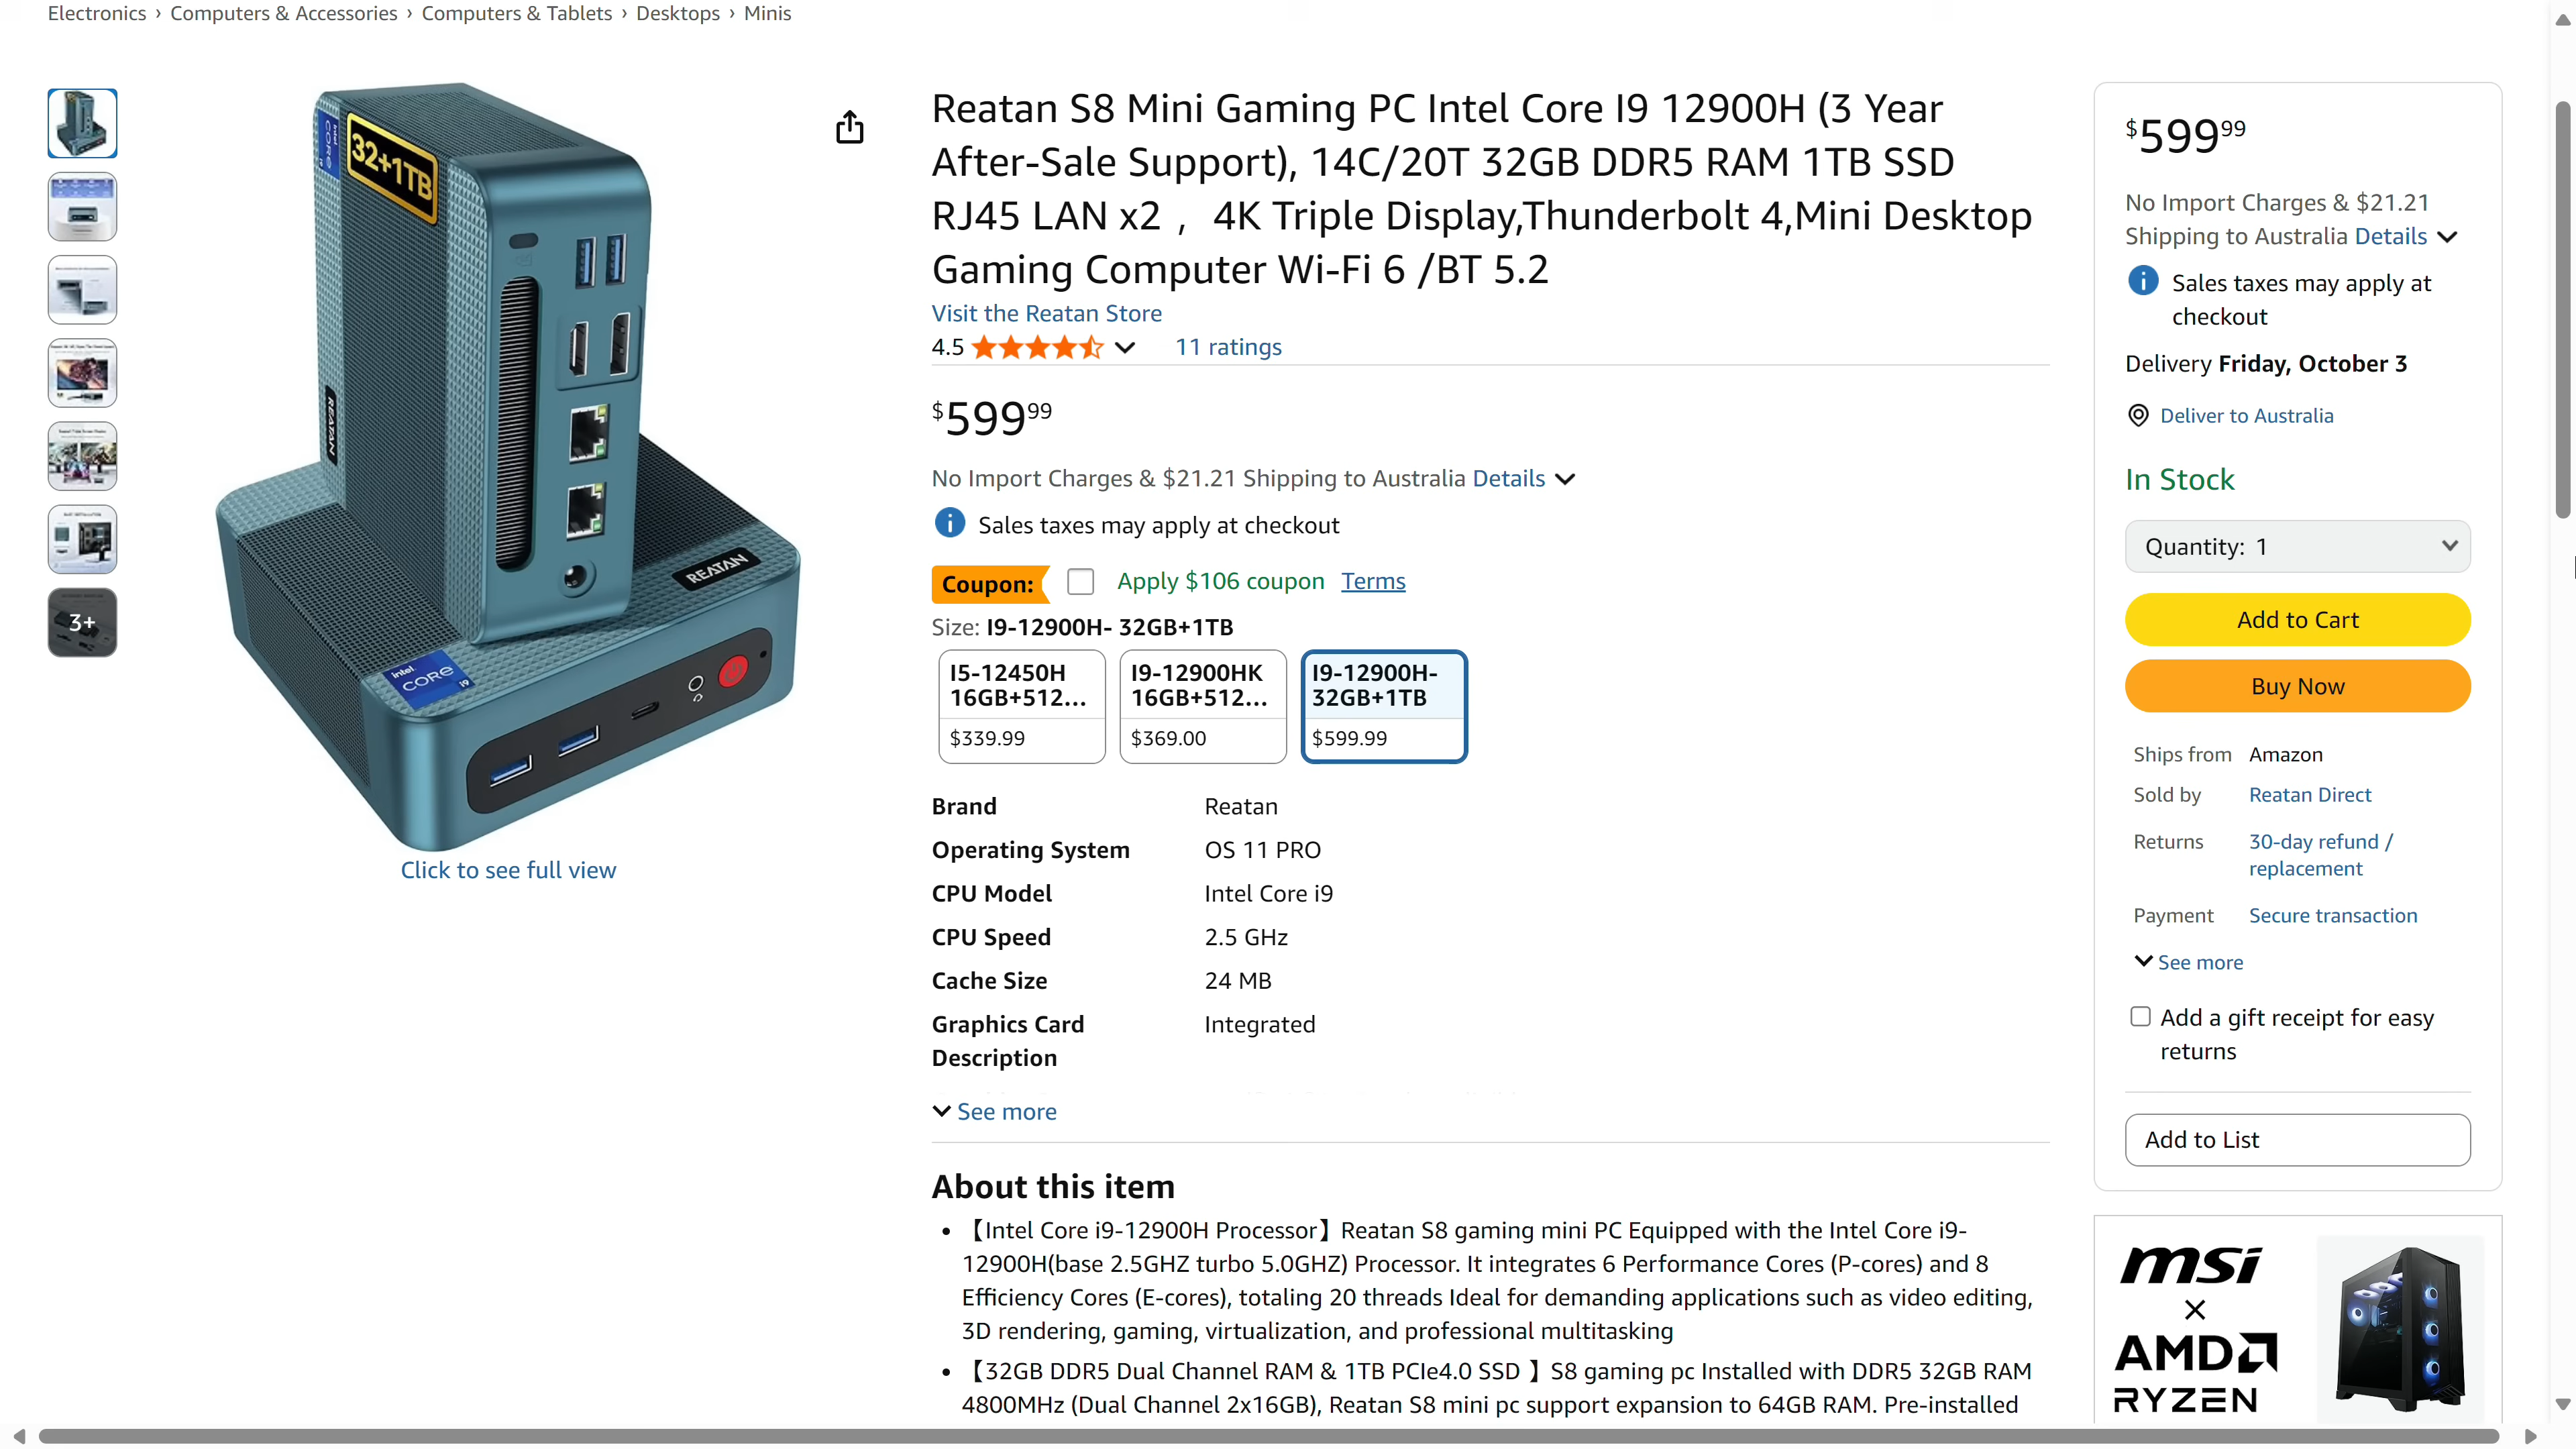 Electronics › Computers & Accessories › Computers & Tablets › Desktops › Minis
32+1TB
intel
CORE
REATAN
REATAN
intel
CORE i9
3+
Click to see full view
Reatan S8 Mini Gaming PC Intel Core I9 12900H (3 Year
After-Sale Support), 14C/20T 32GB DDR5 RAM 1TB SSD
RJ45 LAN x2， 4K Triple Display,Thunderbolt 4,Mini Desktop
Gaming Computer Wi-Fi 6 /BT 5.2
Visit the Reatan Store
4.5 11 ratings
$599.99
No Import Charges & $21.21 Shipping to Australia Details
Sales taxes may apply at checkout
Coupon: Apply $106 coupon Terms
Size: I9-12900H- 32GB+1TB
I5-12450H
16GB+512...
$339.99
I9-12900HK
16GB+512...
$369.00
I9-12900H-
32GB+1TB
$599.99
Brand Reatan
Operating System OS 11 PRO
CPU Model Intel Core i9
CPU Speed 2.5 GHz
Cache Size 24 MB
Graphics Card Integrated
Description
See more
About this item
• 【Intel Core i9-12900H Processor】Reatan S8 gaming mini PC Equipped with the Intel Core i9-
12900H(base 2.5GHZ turbo 5.0GHZ) Processor. It integrates 6 Performance Cores (P-cores) and 8
Efficiency Cores (E-cores), totaling 20 threads Ideal for demanding applications such as video editing,
3D rendering, gaming, virtualization, and professional multitasking
• 【32GB DDR5 Dual Channel RAM & 1TB PCIe4.0 SSD 】S8 gaming pc Installed with DDR5 32GB RAM
4800MHz (Dual Channel 2x16GB), Reatan S8 mini pc support expansion to 64GB RAM. Pre-installed
$599.99
No Import Charges & $21.21
Shipping to Australia Details
Sales taxes may apply at
checkout
Delivery Friday, October 3
Deliver to Australia
In Stock
Quantity: 1
Add to Cart
Buy Now
Ships from Amazon
Sold by Reatan Direct
Returns 30-day refund /
replacement
Payment Secure transaction
See more
Add a gift receipt for easy
returns
Add to List
msi
×
AMD
RYZEN